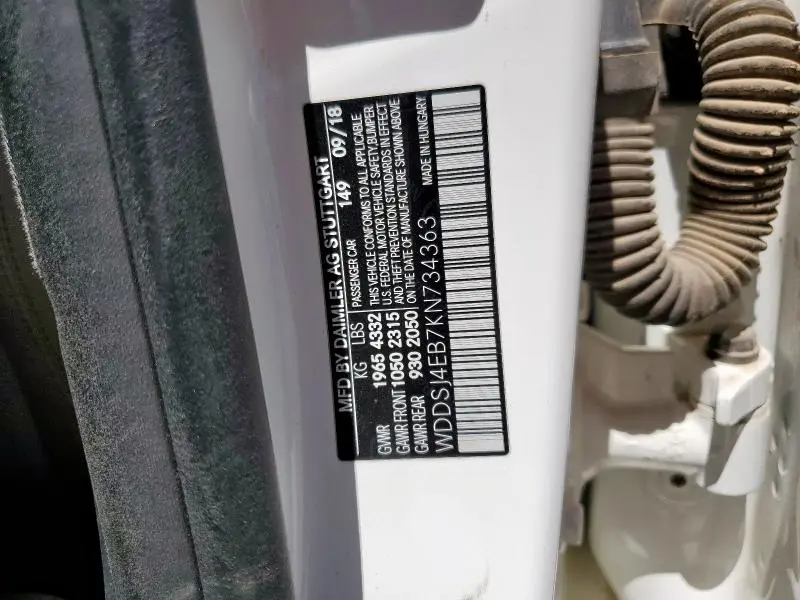 MFD BY DAIMLER AG STUTTGART
149 09/18
KG LBS PASSENGER CAR
GVWR 1965 4332 THIS VEHICLE CONFORMS TO ALL APPLICABLE
U.S. FEDERAL MOTOR VEHICLE SAFETY,BUMPER
GAWR FRONT 1050 2315 AND THEFT PREVENTION STANDARDS IN EFFECT
GAWR REAR 930 2050 ON THE DATE OF MANUFACTURE SHOWN ABOVE
WDDSJ4EB7KN734363 MADE IN HUNGARY